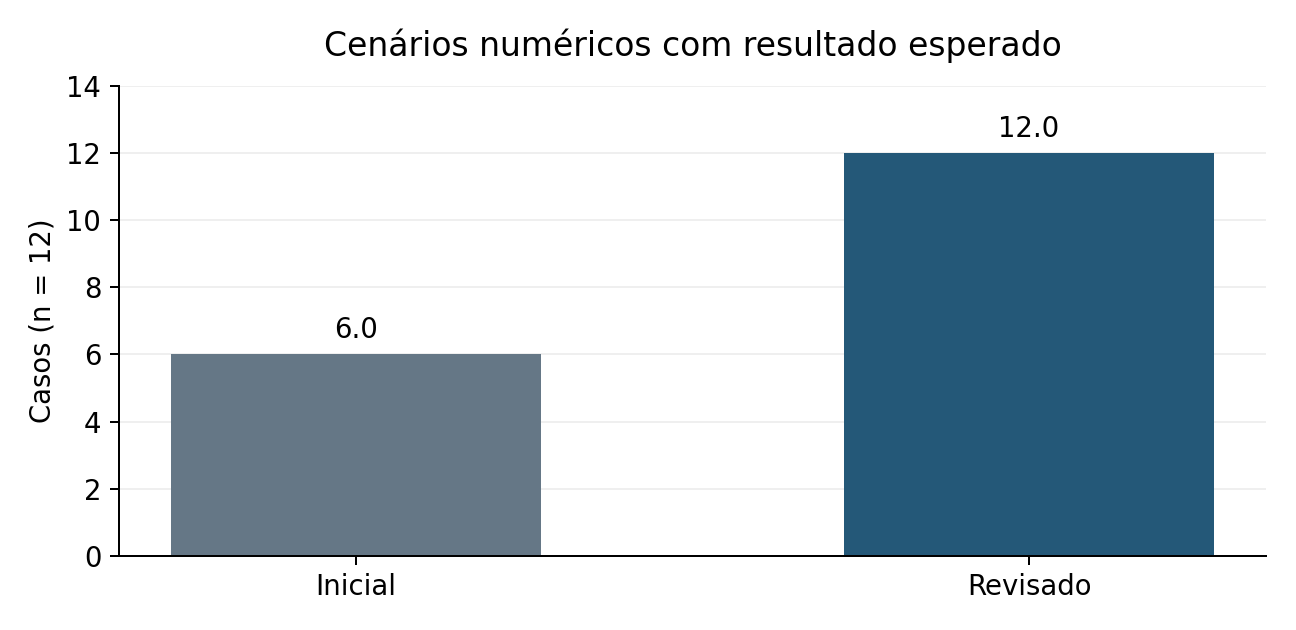 Cenários numéricos com resultado esperado
Casos (n = 12)
14
12
10
8
6
4
2
0
6.0
12.0
Inicial
Revisado